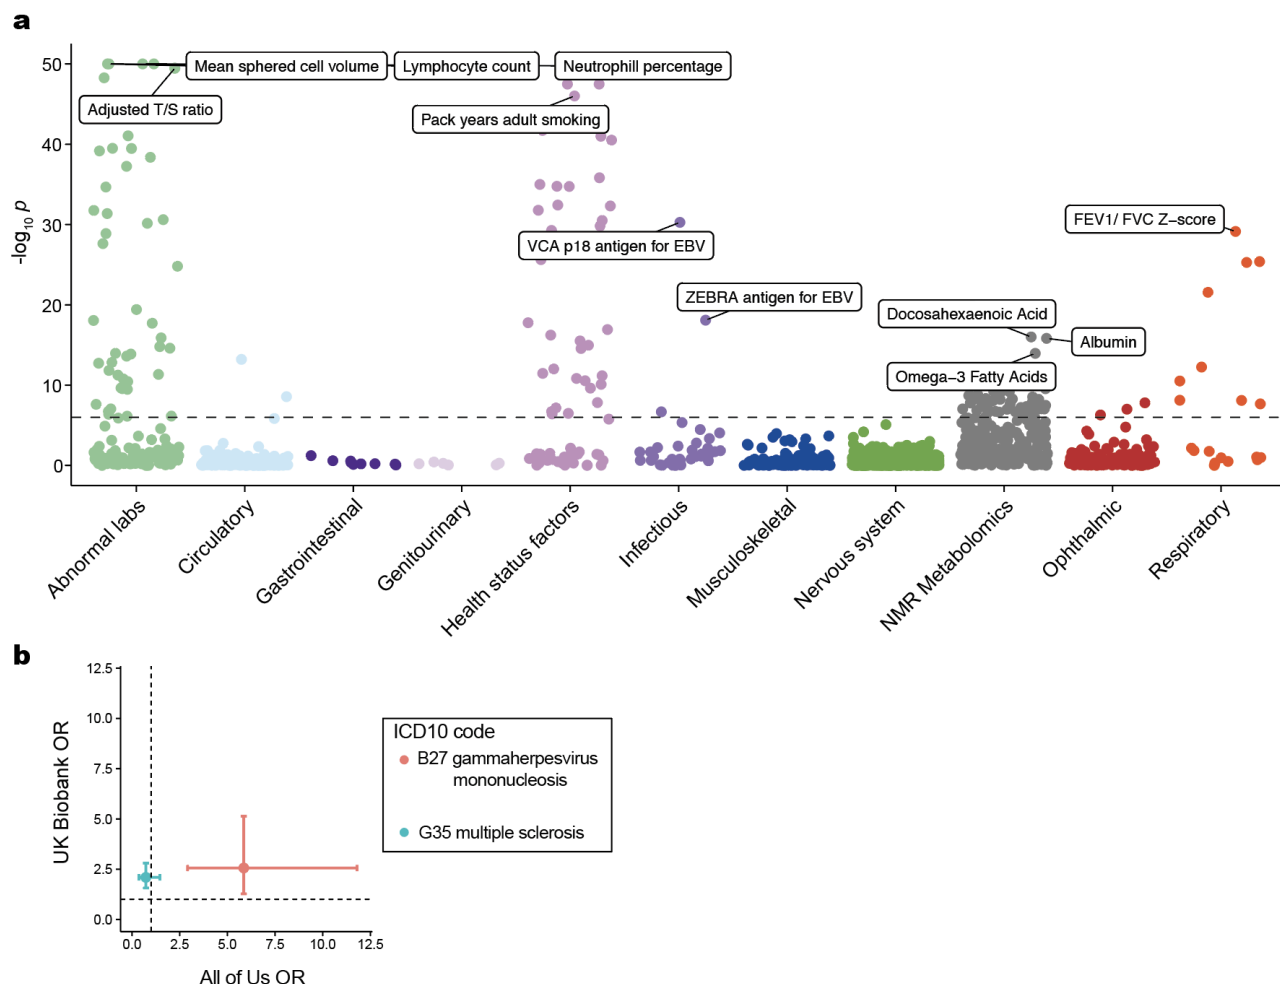 a
50
40
30
20
10
0
-log10 p
Mean sphered cell volume
Lymphocyte count
Neutrophill percentage
Adjusted T/S ratio
Pack years adult smoking
VCA p18 antigen for EBV
ZEBRA antigen for EBV
FEV1/ FVC Z−score
Docosahexaenoic Acid
Albumin
Omega−3 Fatty Acids
Abnormal labs
Circulatory
Gastrointestinal
Genitourinary
Health status factors
Infectious
Musculoskeletal
Nervous system
NMR Metabolomics
Ophthalmic
Respiratory
b
12.5
10.0
7.5
5.0
2.5
0.0
UK Biobank OR
0.0 2.5 5.0 7.5 10.0 12.5
All of Us OR
ICD10 code
B27 gammaherpesvirus
mononucleosis
G35 multiple sclerosis